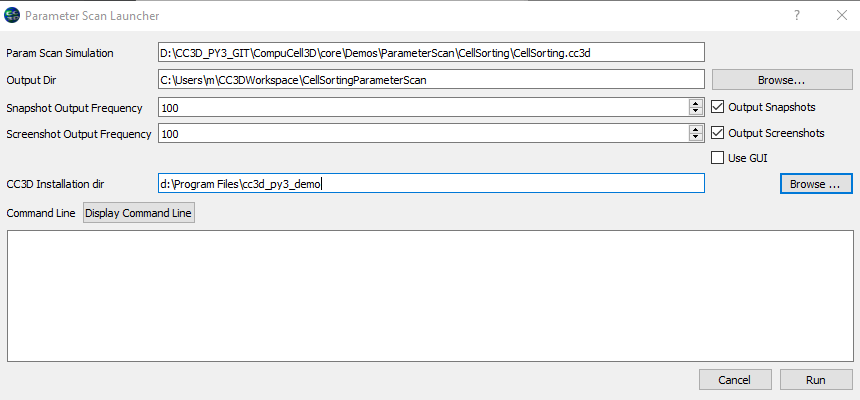 Parameter Scan Launcher
Param Scan Simulation D:\CC3D_PY3_GIT\CompuCell3D\core\Demos\ParameterScan\CellSorting\CellSorting.cc3d
Output Dir C:\Users\m\CC3DWorkspace\CellSortingParameterScan Browse...
Snapshot Output Frequency 100 Output Snapshots
Screenshot Output Frequency 100 Output Screenshots
Use GUI
CC3D Installation dir d:\Program Files\cc3d_py3_demo Browse ...
Command Line Display Command Line
Cancel Run